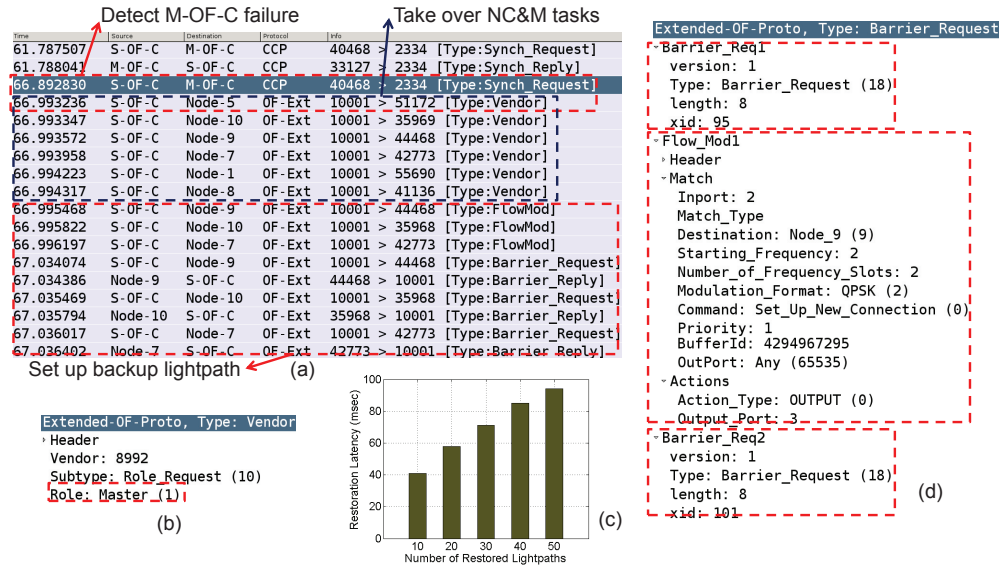 Detect M-OF-C failure
Take over NC&M tasks
Time Source Destination Protocol Info
61.787507 S-OF-C M-OF-C CCP 40468 > 2334 [Type:Synch_Request]
61.788041 M-OF-C S-OF-C CCP 33127 > 2334 [Type:Synch_Reply]
66.892830 S-OF-C M-OF-C CCP 40468 > 2334 [Type:Synch_Request]
66.993236 S-OF-C Node-5 OF-Ext 10001 > 51172 [Type:Vendor]
66.993347 S-OF-C Node-10 OF-Ext 10001 > 35969 [Type:Vendor]
66.993572 S-OF-C Node-9 OF-Ext 10001 > 44468 [Type:Vendor]
66.993958 S-OF-C Node-7 OF-Ext 10001 > 42773 [Type:Vendor]
66.994223 S-OF-C Node-1 OF-Ext 10001 > 55690 [Type:Vendor]
66.994317 S-OF-C Node-8 OF-Ext 10001 > 41136 [Type:Vendor]
66.995468 S-OF-C Node-9 OF-Ext 10001 > 44468 [Type:FlowMod]
66.995822 S-OF-C Node-10 OF-Ext 10001 > 35968 [Type:FlowMod]
66.996197 S-OF-C Node-7 OF-Ext 10001 > 42773 [Type:FlowMod]
67.034074 S-OF-C Node-9 OF-Ext 10001 > 44468 [Type:Barrier_Request]
67.034386 Node-9 S-OF-C OF-Ext 44468 > 10001 [Type:Barrier_Reply]
67.035469 S-OF-C Node-10 OF-Ext 10001 > 35968 [Type:Barrier_Request]
67.035794 Node-10 S-OF-C OF-Ext 35968 > 10001 [Type:Barrier_Reply]
67.036017 S-OF-C Node-7 OF-Ext 10001 > 42773 [Type:Barrier_Request]
67.036402 Node-7 S-OF-C OF-Ext 42773 > 10001 [Type:Barrier_Reply]
Set up backup lightpath
(a)
Extended-OF-Proto, Type: Vendor
Header
Vendor: 8992
Subtype: Role_Request (10)
Role: Master (1)
(b)
Restoration Latency (msec)
100
80
60
40
20
0
10 20 30 40 50
Number of Restored Lightpaths
(c)
Extended-OF-Proto, Type: Barrier_Request
Barrier_Req1
version: 1
Type: Barrier_Request (18)
length: 8
xid: 95
Flow_Mod1
Header
Match
Inport: 2
Match_Type
Destination: Node_9 (9)
Starting_Frequency: 2
Number_of_Frequency_Slots: 2
Modulation_Format: QPSK (2)
Command: Set_Up_New_Connection (0)
Priority: 1
BufferId: 4294967295
OutPort: Any (65535)
Actions
Action_Type: OUTPUT (0)
Output_Port: 3
Barrier_Req2
version: 1
Type: Barrier_Request (18)
length: 8
xid: 101
(d)